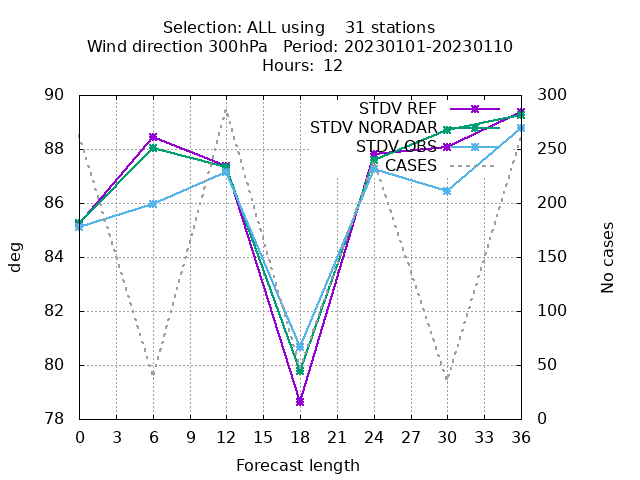 Selection: ALL using    31 stations
Wind direction 300hPa   Period: 20230101-20230110
Hours:  12
90
88
86
84
82
80
78
300
250
200
150
100
50
0
STDV REF
STDV NORADAR
STDV OBS
CASES
deg
No cases
0 3 6 9 12 15 18 21 24 27 30 33 36
Forecast length